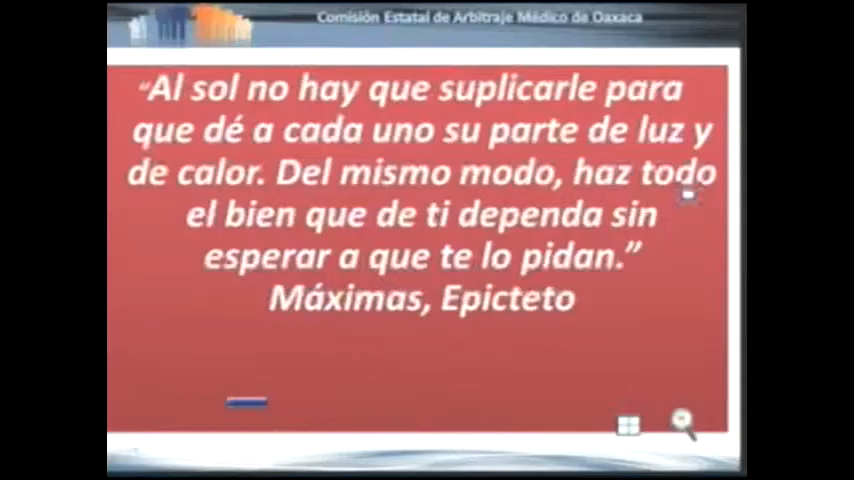 Comisión Estatal de Arbitraje Médico de Oaxaca
“Al sol no hay que suplicarle para
que dé a cada uno su parte de luz y
de calor. Del mismo modo, haz todo
el bien que de ti dependa sin
esperar a que te lo pidan.”
Máximas, Epicteto